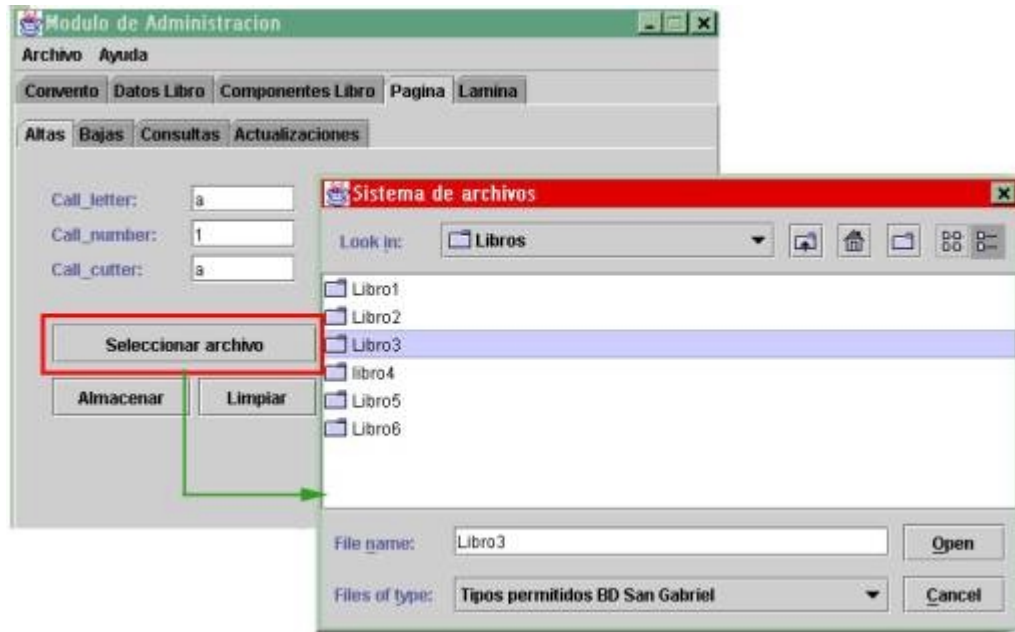 Modulo de Administracion
Archivo Ayuda
Convento Datos Libro Componentes Libro Pagina Lamina
Altas Bajas Consultas Actualizaciones
Call_letter: a
Call_number: 1
Call_cutter: a
Seleccionar archivo
Almacenar Limpiar
Sistema de archivos
Look in: Libros
Libro1
Libro2
Libro3
libro4
Libro5
Libro6
File name: Libro3 Open
Files of type: Tipos permitidos BD San Gabriel Cancel